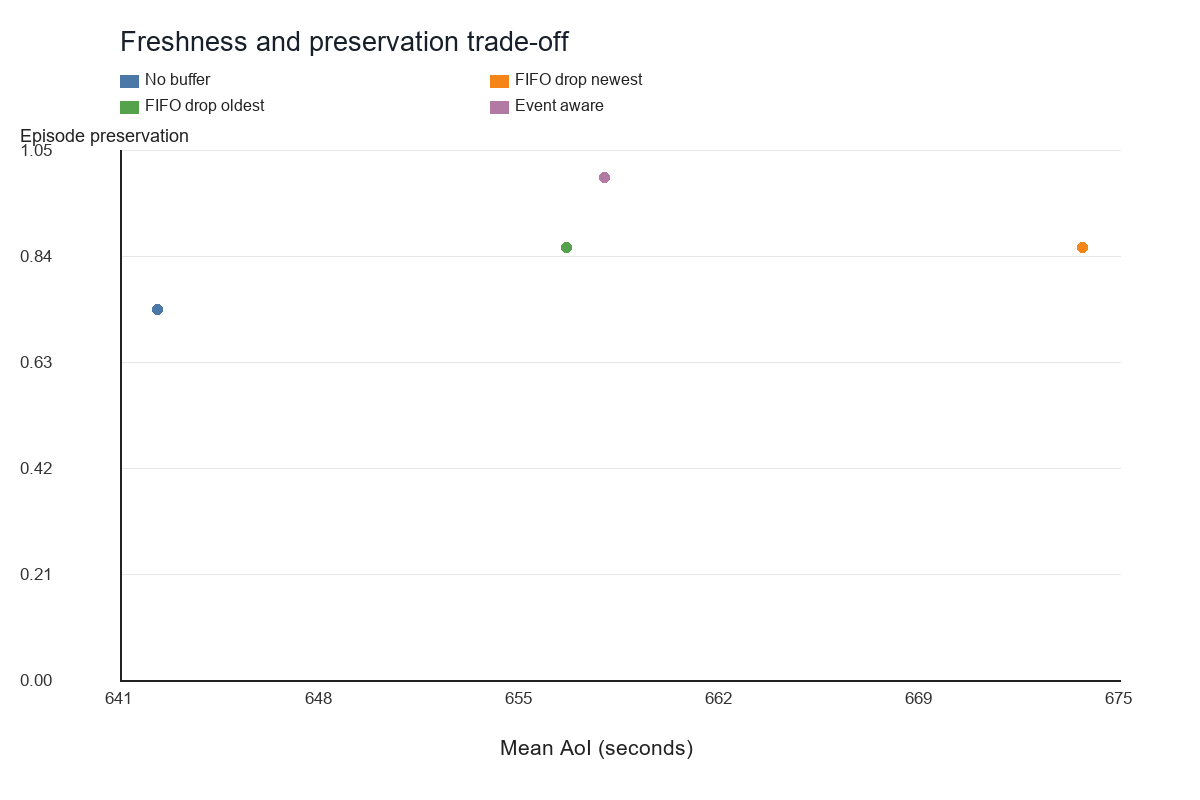 Freshness and preservation trade-off
No buffer
FIFO drop newest
FIFO drop oldest
Event aware
Episode preservation
1.05
0.84
0.63
0.42
0.21
0.00
641
648
655
662
669
675
Mean AoI (seconds)